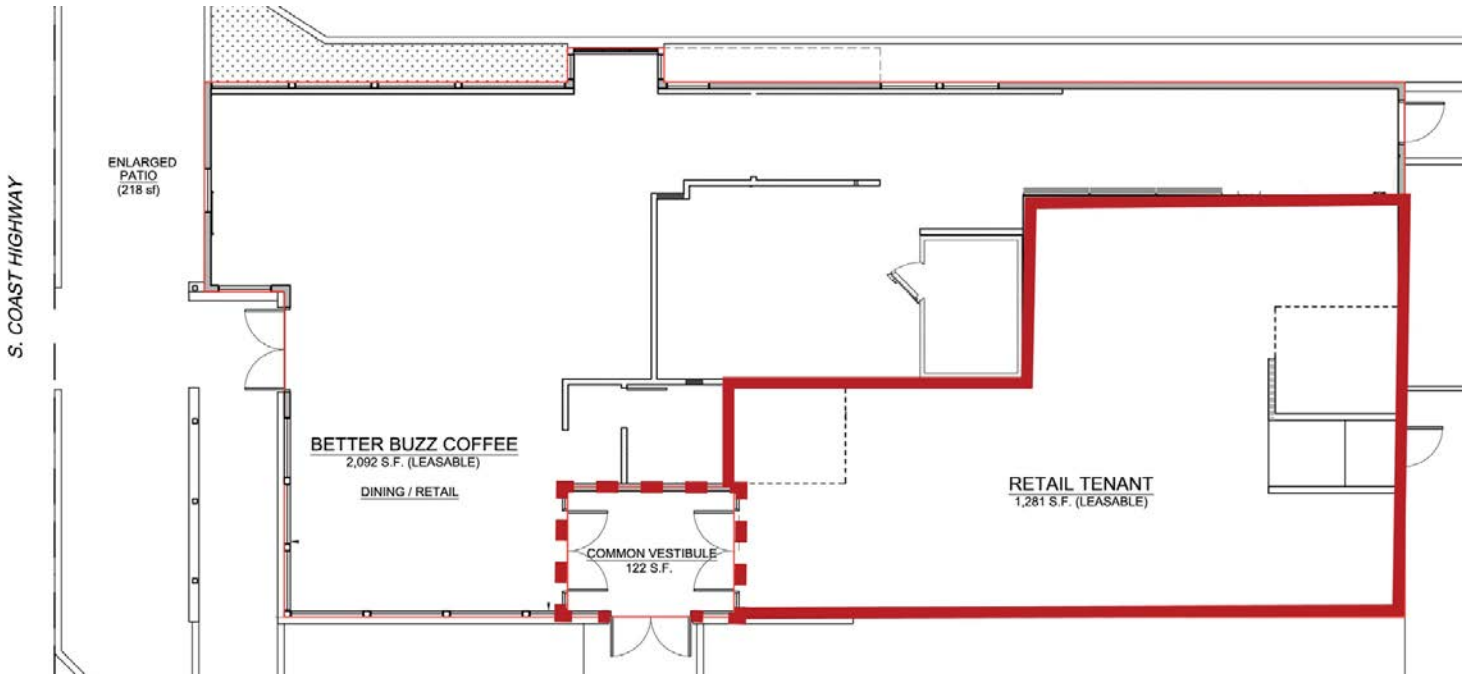 S. COAST HIGHWAY
ENLARGED
PATIO
(218 sf)
BETTER BUZZ COFFEE
2,092 S.F. (LEASABLE)
DINING / RETAIL
COMMON VESTIBULE
122 S.F.
RETAIL TENANT
1,281 S.F. (LEASABLE)